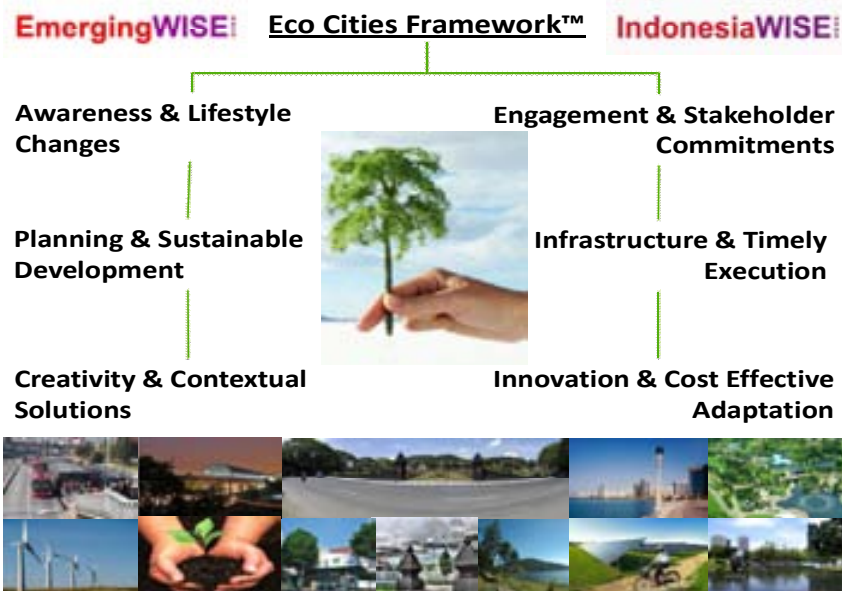 EmergingWISE
Eco Cities Framework™
IndonesiaWISE
Awareness & Lifestyle
Changes
Engagement & Stakeholder
Commitments
Planning & Sustainable
Development
Infrastructure & Timely
Execution
Creativity & Contextual
Solutions
Innovation & Cost Effective
Adaptation